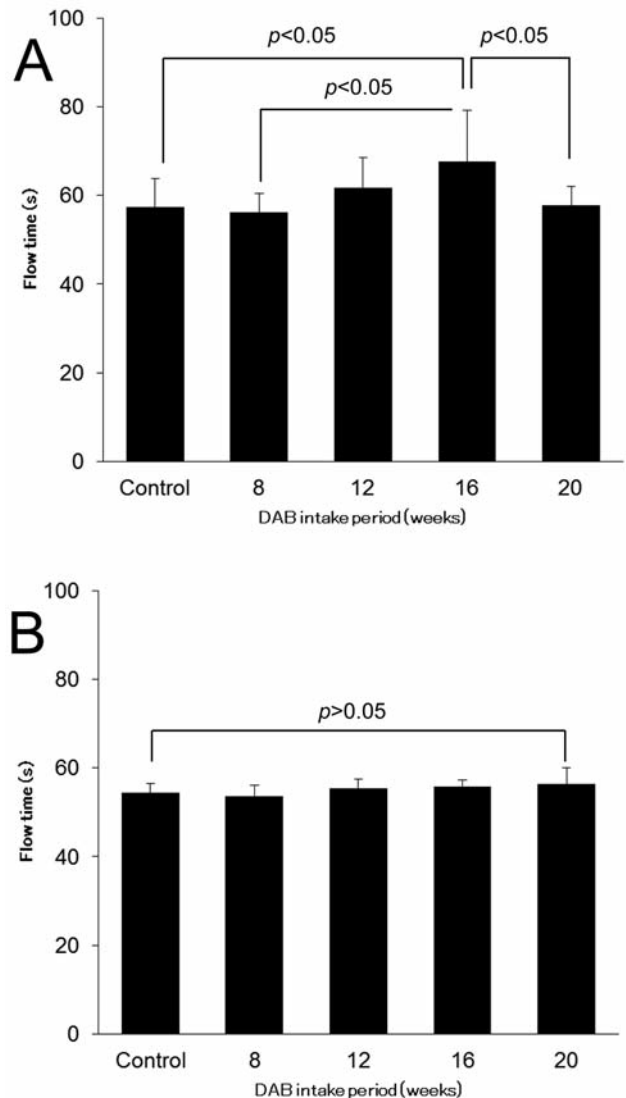 A
p<0.05
p<0.05
p<0.05
100
80
60
40
20
0
Flow time (s)
Control 8 12 16 20
DAB intake period (weeks)
B
p>0.05
100
80
60
40
20
0
Flow time (s)
Control 8 12 16 20
DAB intake period (weeks)